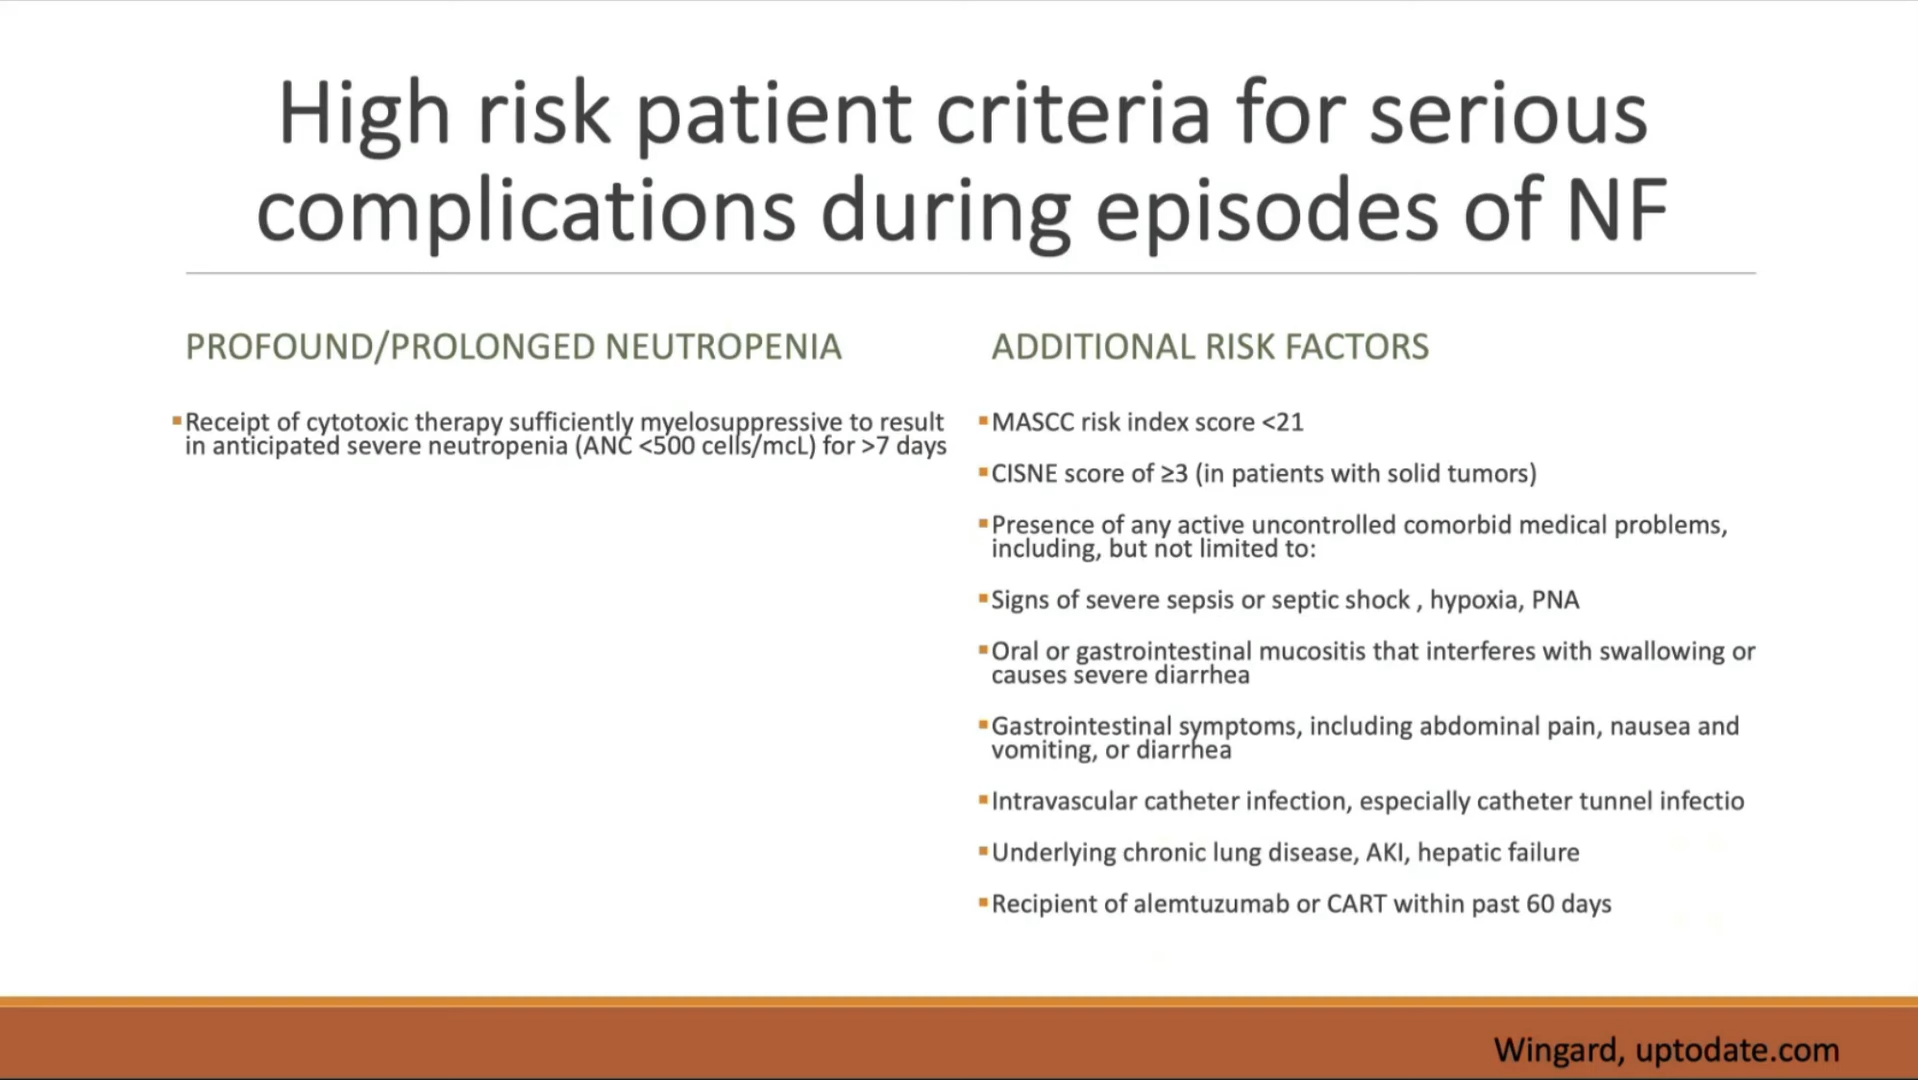 High risk patient criteria for serious
complications during episodes of NF
PROFOUND/PROLONGED NEUTROPENIA
▪Receipt of cytotoxic therapy sufficiently myelosuppressive to result
in anticipated severe neutropenia (ANC <500 cells/mcL) for >7 days
ADDITIONAL RISK FACTORS
▪MASCC risk index score <21
▪CISNE score of ≥3 (in patients with solid tumors)
▪Presence of any active uncontrolled comorbid medical problems,
including, but not limited to:
▪Signs of severe sepsis or septic shock , hypoxia, PNA
▪Oral or gastrointestinal mucositis that interferes with swallowing or
causes severe diarrhea
▪Gastrointestinal symptoms, including abdominal pain, nausea and
vomiting, or diarrhea
▪Intravascular catheter infection, especially catheter tunnel infectio
▪Underlying chronic lung disease, AKI, hepatic failure
▪Recipient of alemtuzumab or CART within past 60 days
Wingard, uptodate.com